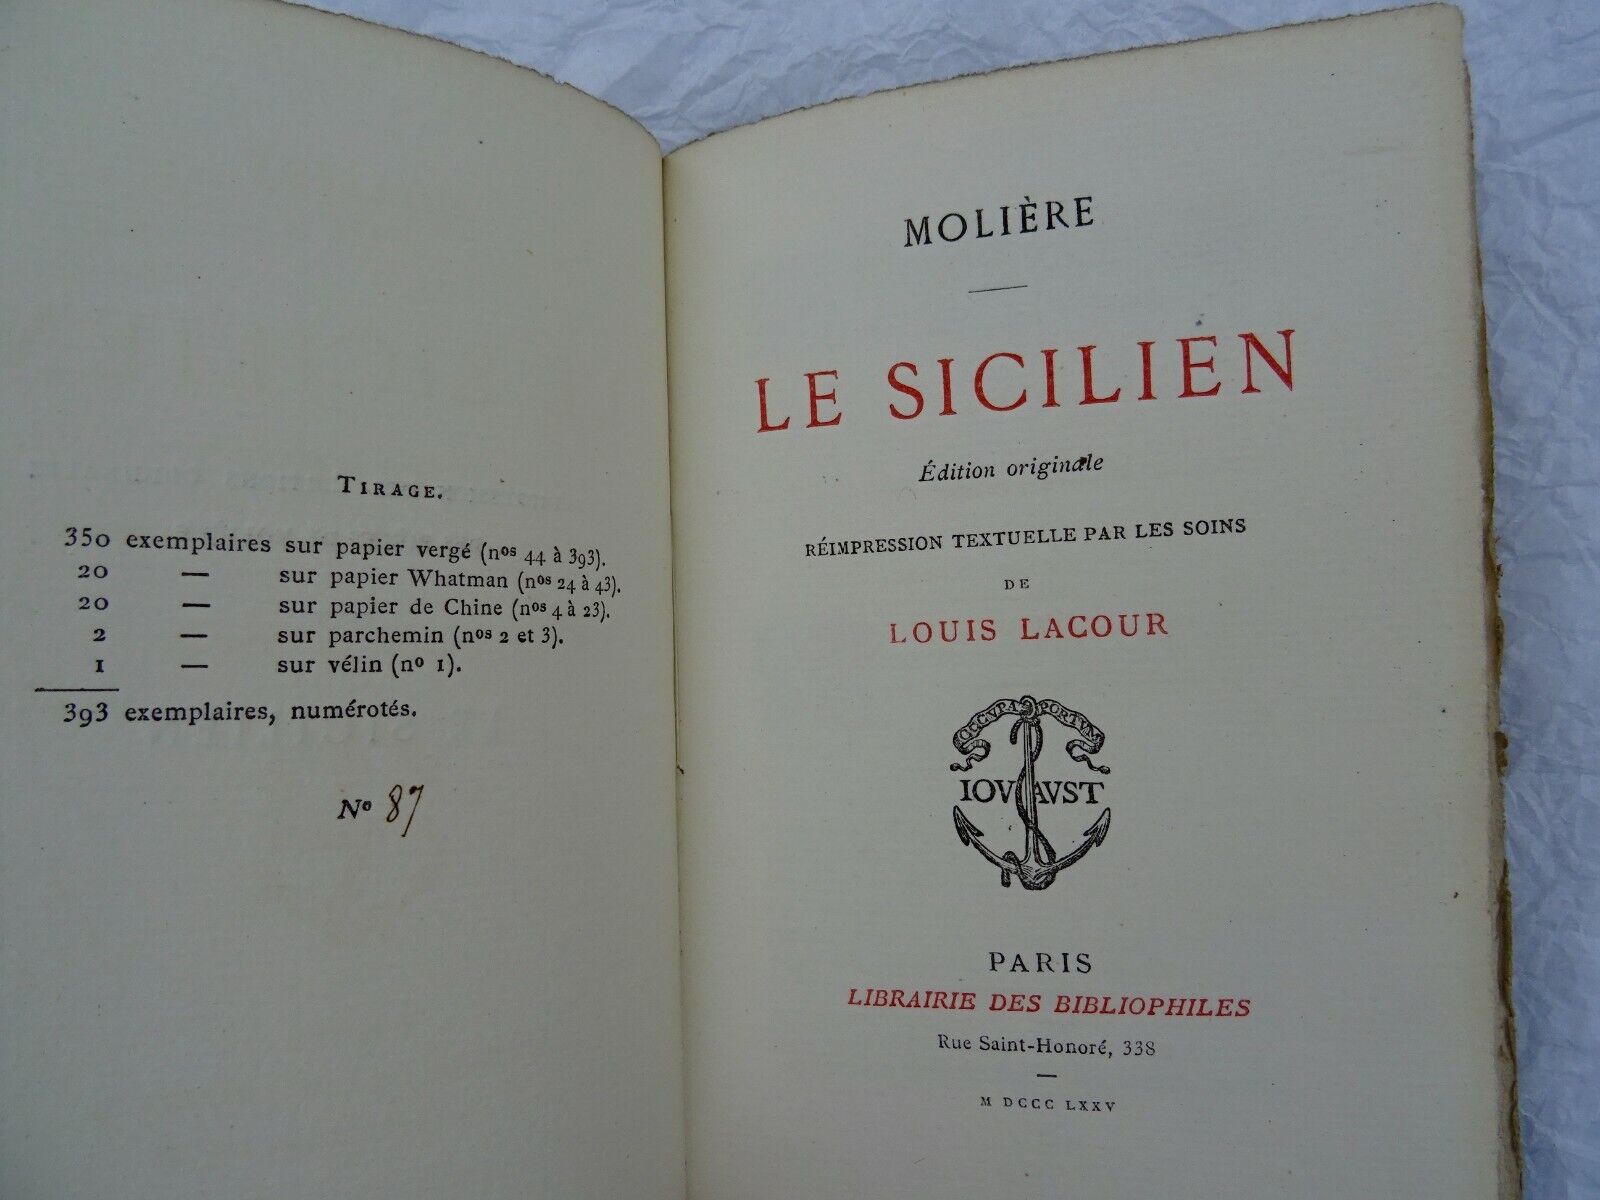 TIRAGE.
350 exemplaires sur papier vergé (nos 44 à 393).
20 — sur papier Whatman (nos 24 à 43).
20 — sur papier de Chine (nos 4 à 23).
2 — sur parchemin (nos 2 et 3).
1 — sur vélin (no 1).
393 exemplaires, numérotés.
No 87
MOLIÈRE
LE SICILIEN
Édition originale
RÉIMPRESSION TEXTUELLE PAR LES SOINS
DE
LOUIS LACOUR
OCCVPA PORTVM
IOV AVST
PARIS
LIBRAIRIE DES BIBLIOPHILES
Rue Saint-Honoré, 338
—
M DCCC LXXV